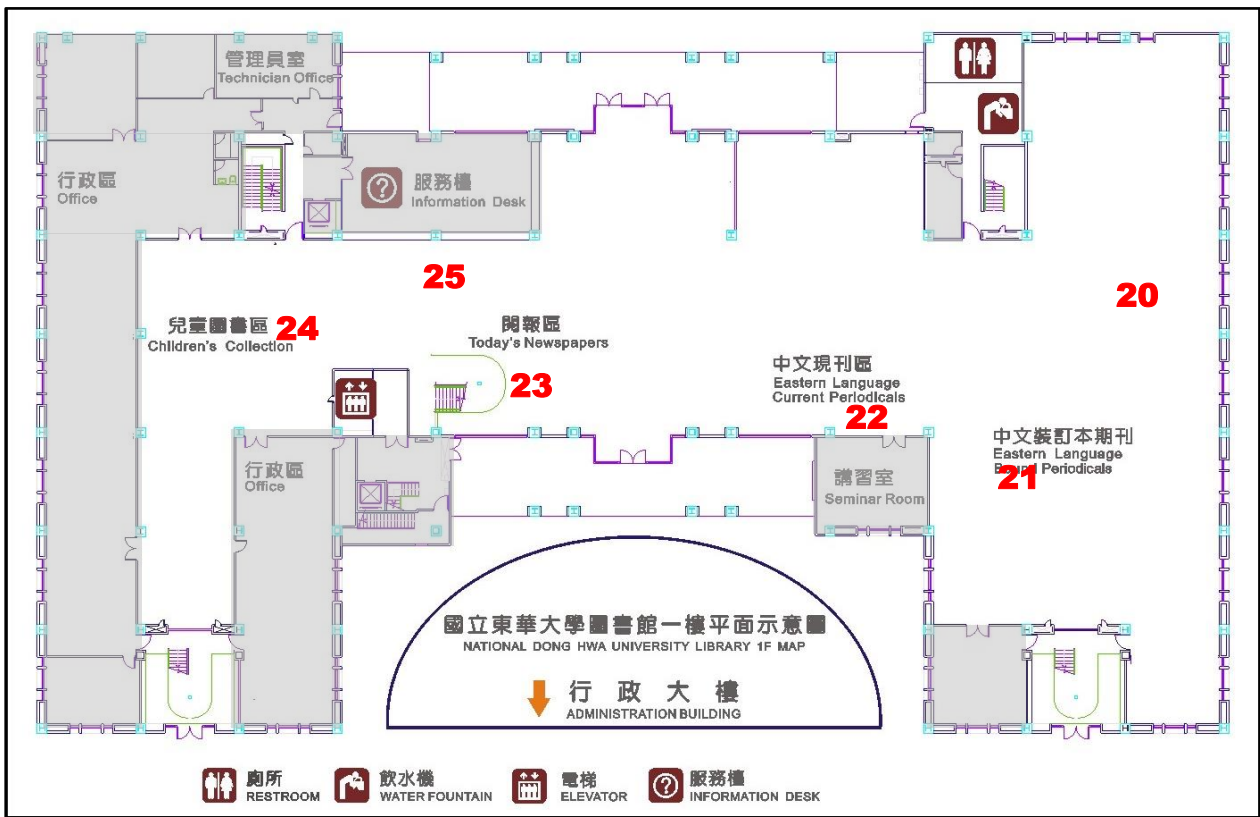 管理員室
Technician Office
行政區
Office
服務檯
Information Desk
25
20
兒童圖書區 24
Children's Collection
閱報區
Today's Newspapers
23
中文現刊區
Eastern Language
Current Periodicals
22
中文裝訂本期刊
Eastern Language
Bound Periodicals
21
行政區
Office
講習室
Seminar Room
國立東華大學圖書館一樓平面示意圖
NATIONAL DONG HWA UNIVERSITY LIBRARY 1F MAP
行政大樓
ADMINISTRATION BUILDING
廁所
RESTROOM
飲水機
WATER FOUNTAIN
電梯
ELEVATOR
服務檯
INFORMATION DESK